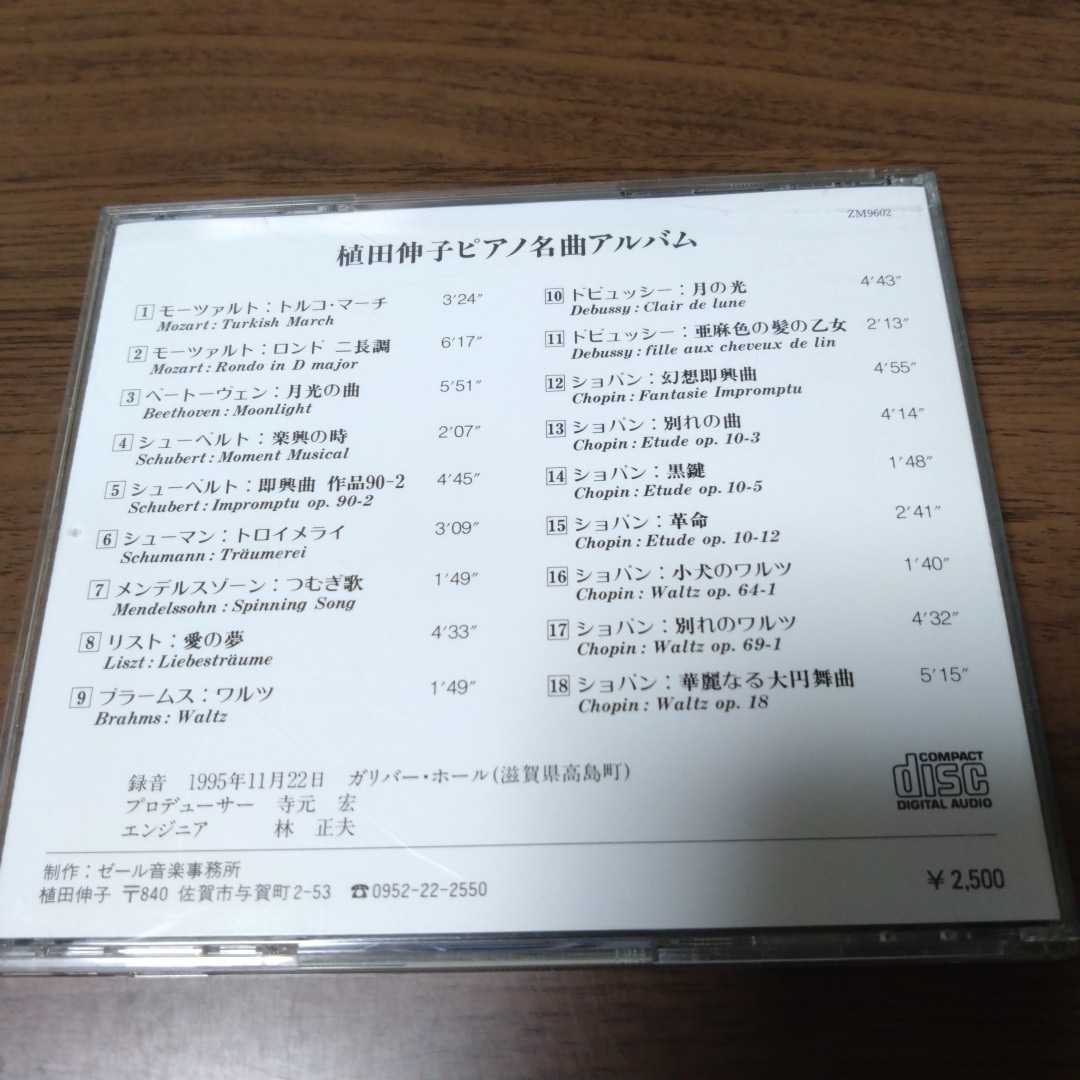 ZM9602
植田伸子ピアノ名曲アルバム
1 モーツァルト：トルコ・マーチ 3′24″
Mozart : Turkish March
2 モーツァルト：ロンド ニ長調 6′17″
Mozart : Rondo in D major
3 ベートーヴェン：月光の曲 5′51″
Beethoven : Moonlight
4 シューベルト：楽興の時 2′07″
Schubert : Moment Musical
5 シューベルト：即興曲 作品90-2 4′45″
Schubert : Impromptu op. 90-2
6 シューマン：トロイメライ 3′09″
Schumann : Träumerei
7 メンデルスゾーン：つむぎ歌 1′49″
Mendelssohn : Spinning Song
8 リスト：愛の夢 4′33″
Liszt : Liebesträume
9 ブラームス：ワルツ 1′49″
Brahms : Waltz
10 ドビュッシー：月の光 4′43″
Debussy : Clair de lune
11 ドビュッシー：亜麻色の髪の乙女 2′13″
Debussy : fille aux cheveux de lin
12 ショパン：幻想即興曲 4′55″
Chopin : Fantasie Impromptu
13 ショパン：別れの曲 4′14″
Chopin : Etude op. 10-3
14 ショパン：黒鍵 1′48″
Chopin : Etude op. 10-5
15 ショパン：革命 2′41″
Chopin : Etude op. 10-12
16 ショパン：小犬のワルツ 1′40″
Chopin : Waltz op. 64-1
17 ショパン：別れのワルツ 4′32″
Chopin : Waltz op. 69-1
18 ショパン：華麗なる大円舞曲 5′15″
Chopin : Waltz op. 18
録音 1995年11月22日 ガリバー・ホール(滋賀県高島町)
プロデューサー 寺元 宏
エンジニア 林 正夫
COMPACT
disc
DIGITAL AUDIO
制作：ゼール音楽事務所
植田伸子 〒840 佐賀市与賀町2-53 ☎0952-22-2550
￥2,500